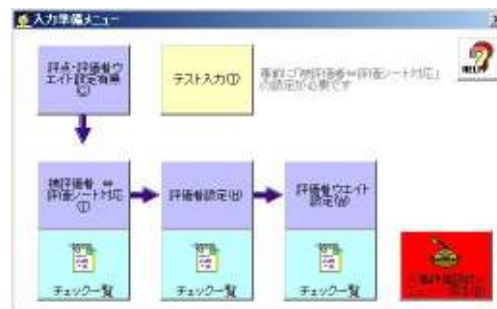 入力準備メニュー
評点・評価者ウ
エイト設定有無
テスト入力(T)
事前に「被評価者⇔評価シート対応」
の設定が必要です
HELP
被評価者 ⇔
評価シート対応
(I)
評価者設定(H)
評価者ウエイト
設定(W)
チェック一覧
チェック一覧
チェック一覧